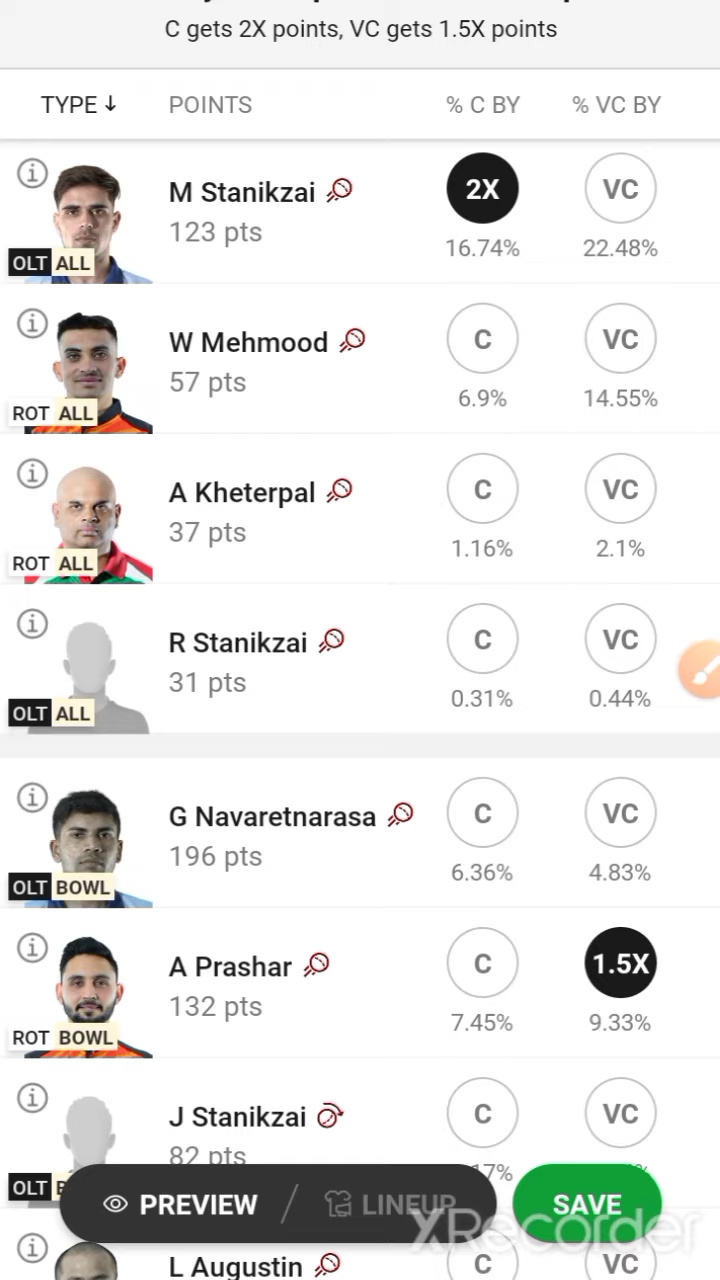 C gets 2X points, VC gets 1.5X points
TYPE ↓ POINTS % C BY % VC BY
M Stanikzai 2X VC
123 pts 16.74% 22.48%
OLT ALL
W Mehmood C VC
57 pts 6.9% 14.55%
ROT ALL
A Kheterpal C VC
37 pts 1.16% 2.1%
ROT ALL
R Stanikzai C VC
31 pts 0.31% 0.44%
OLT ALL
G Navaretnarasa C VC
196 pts 6.36% 4.83%
OLT BOWL
A Prashar C 1.5X
132 pts 7.45% 9.33%
ROT BOWL
J Stanikzai C VC
82 pts 17%
OLT
PREVIEW / LINEUP SAVE
XRecorder
L Augustin C VC